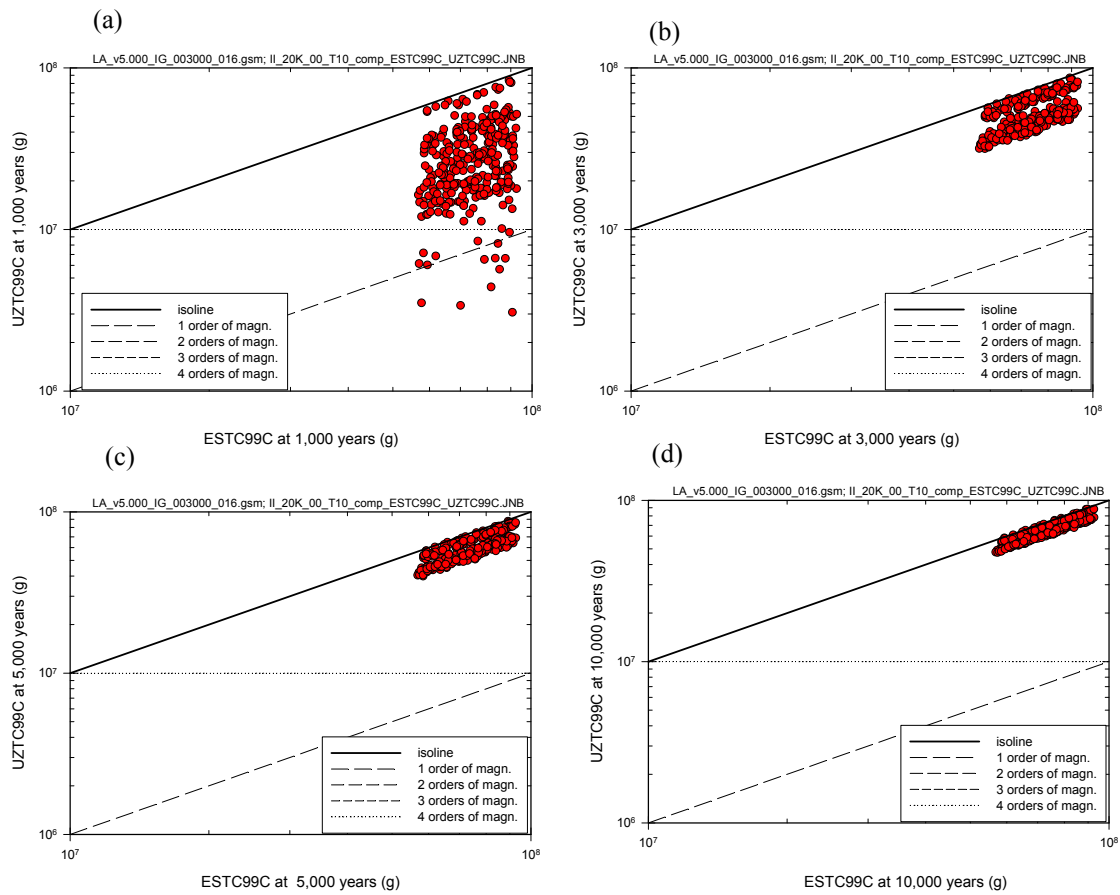 (a)
LA_v5.000_IG_003000_016.gsm; II_20K_00_T10_comp_ESTC99C_UZTC99C.JNB
UZTC99C at 1,000 years (g)
10⁸
10⁷
10⁶
isoline
1 order of magn.
2 orders of magn.
3 orders of magn.
4 orders of magn.
10⁷
10⁸
ESTC99C at 1,000 years (g)
(b)
LA_v5.000_IG_003000_016.gsm; II_20K_00_T10_comp_ESTC99C_UZTC99C.JNB
UZTC99C at 3,000 years (g)
10⁸
10⁷
10⁶
isoline
1 order of magn.
2 orders of magn.
3 orders of magn.
4 orders of magn.
10⁷
10⁸
ESTC99C at 3,000 years (g)
(c)
LA_v5.000_IG_003000_016.gsm; II_20K_00_T10_comp_ESTC99C_UZTC99C.JNB
UZTC99C at 5,000 years (g)
10⁸
10⁷
10⁶
isoline
1 order of magn.
2 orders of magn.
3 orders of magn.
4 orders of magn.
10⁷
10⁸
ESTC99C at 5,000 years (g)
(d)
LA_v5.000_IG_003000_016.gsm; II_20K_00_T10_comp_ESTC99C_UZTC99C.JNB
UZTC99C at 10,000 years (g)
10⁸
10⁷
10⁶
isoline
1 order of magn.
2 orders of magn.
3 orders of magn.
4 orders of magn.
10⁷
10⁸
ESTC99C at 10,000 years (g)